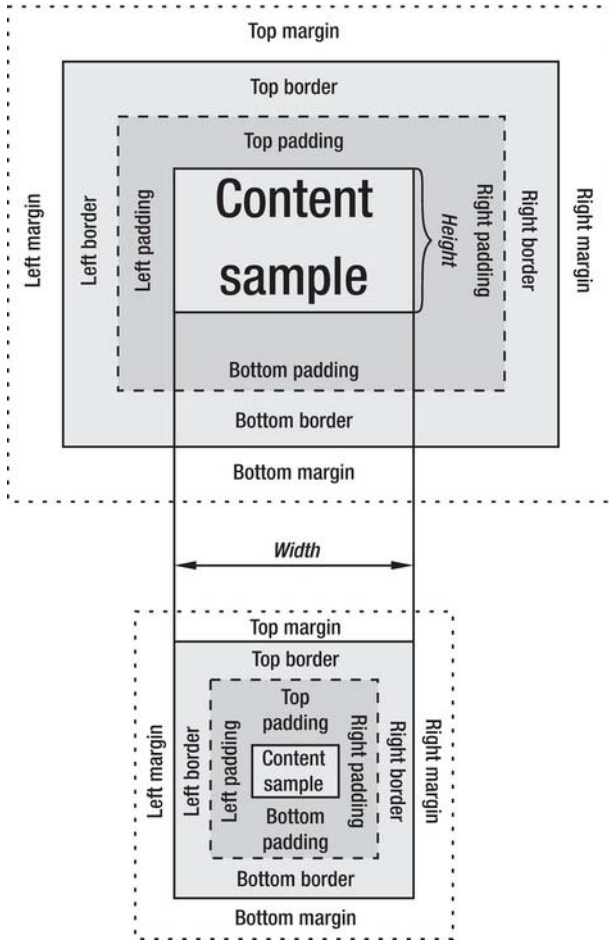 Top margin
Top border
Top padding
Left margin
Left border
Left padding
Content
sample
Height
Right padding
Right border
Right margin
Bottom padding
Bottom border
Bottom margin
Width
Top margin
Top border
Top
padding
Left margin
Left border
Left padding
Content
sample
Right padding
Right border
Right margin
Bottom
padding
Bottom border
Bottom margin